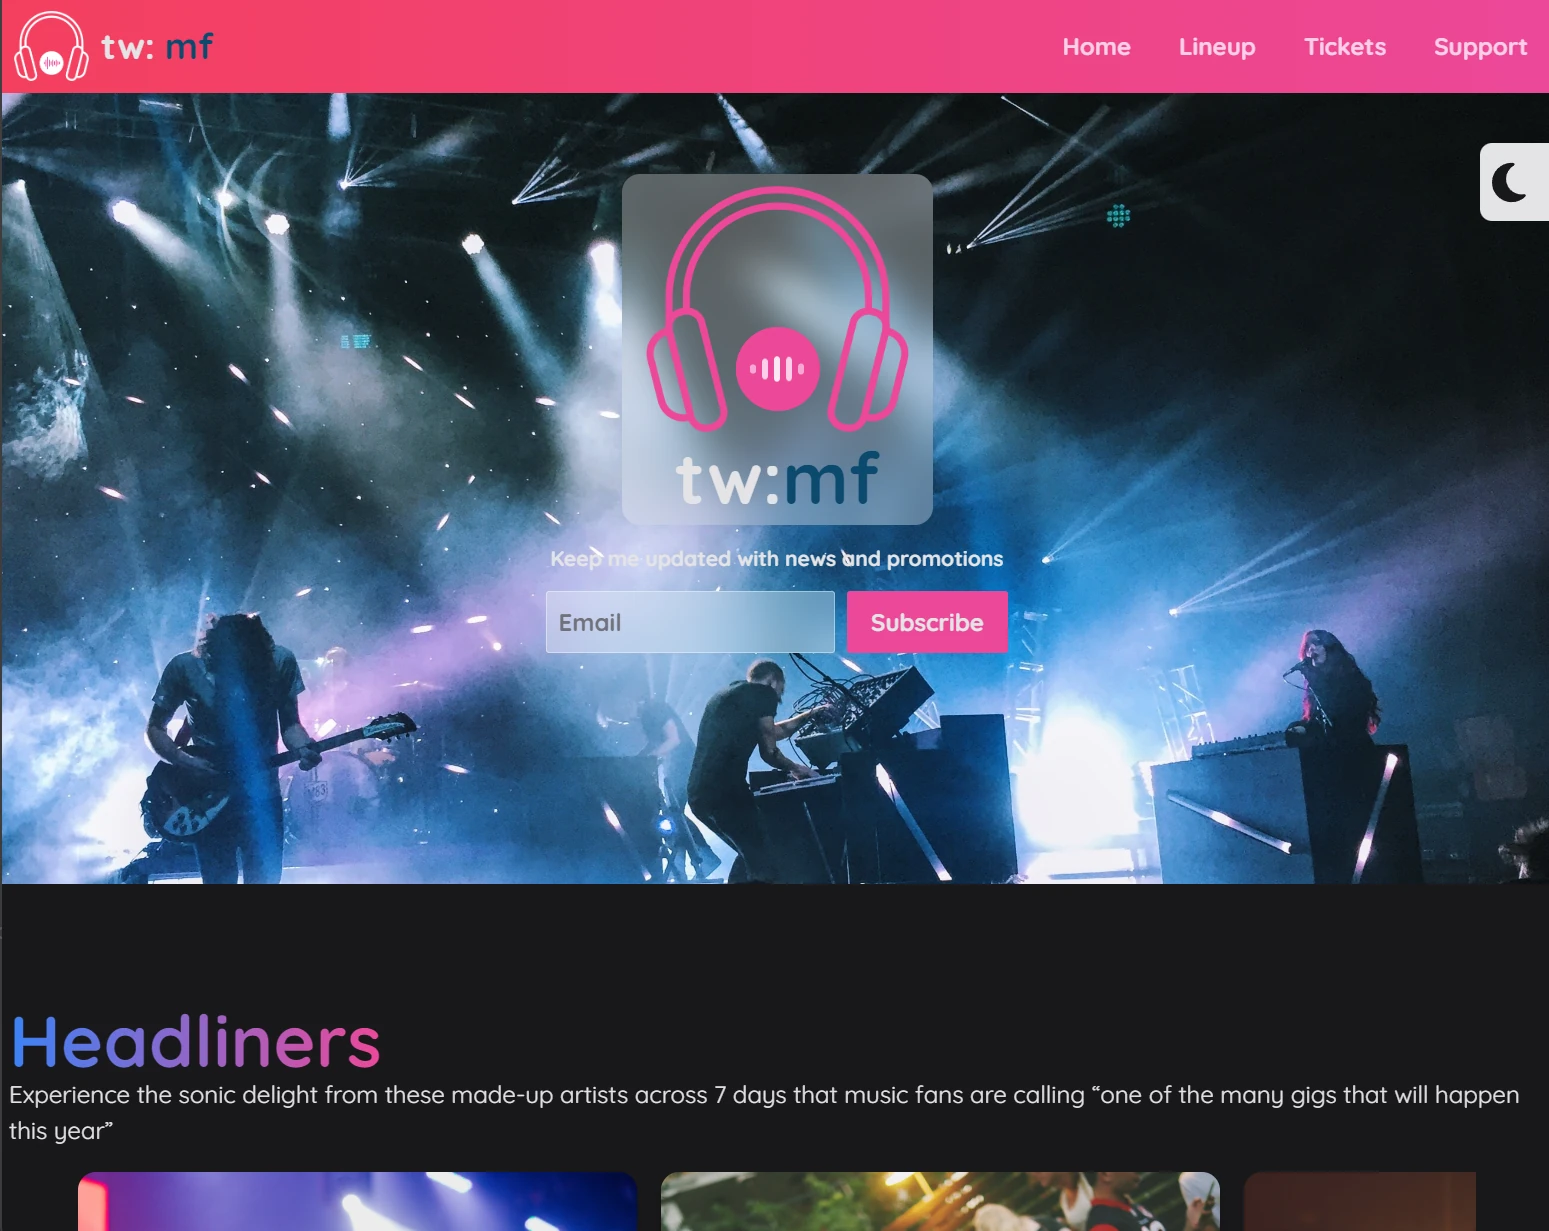 tw: mf
Home
Lineup
Tickets
Support
tw:mf
Keep me updated with news and promotions
Email
Subscribe
Headliners
Experience the sonic delight from these made-up artists across 7 days that music fans are calling “one of the many gigs that will happen
this year”